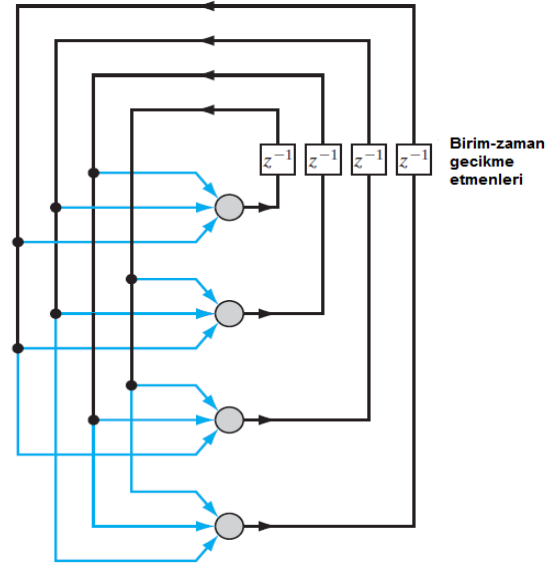 z⁻¹ z⁻¹ z⁻¹ z⁻¹
Birim-zaman
gecikme
etmenleri